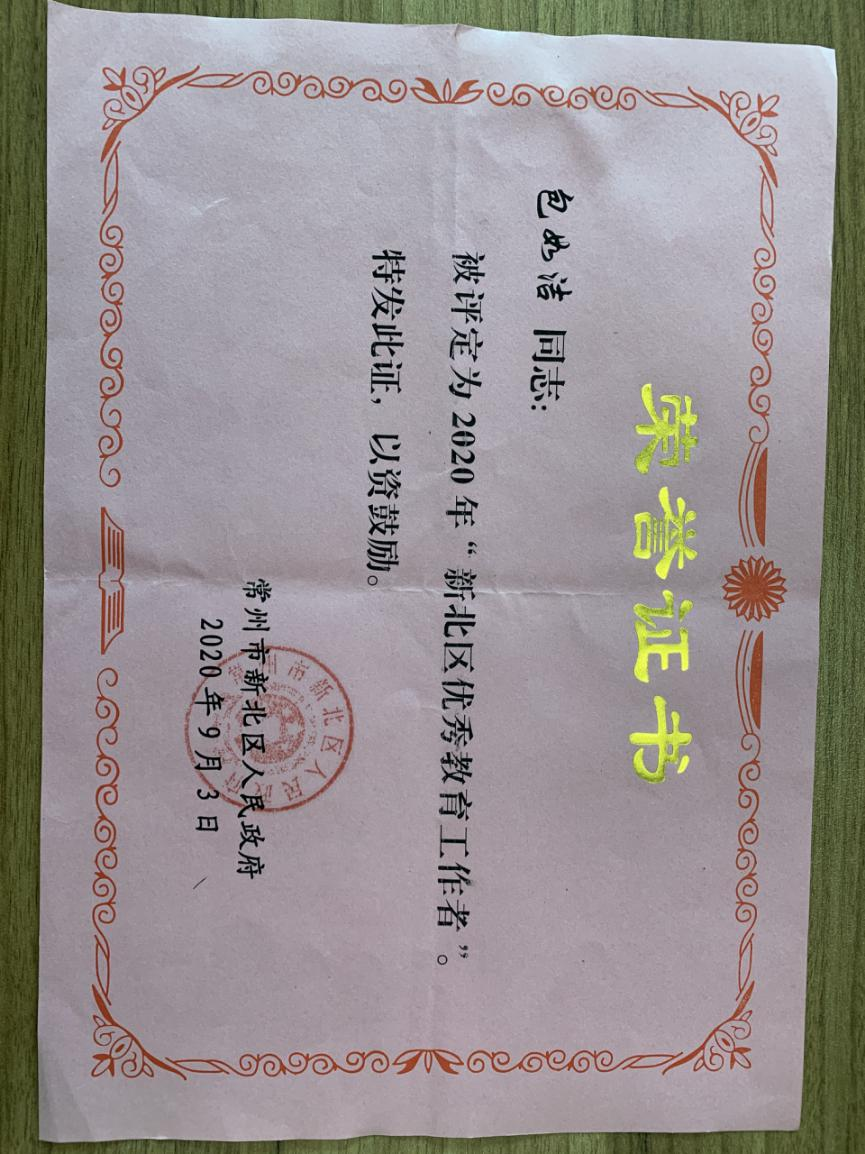 荣誉证书
包如洁 同志:
被评定为2020年“新北区优秀教育工作者”。
特发此证，以资鼓励。
常州市新北区人民政府
2020年9月3日